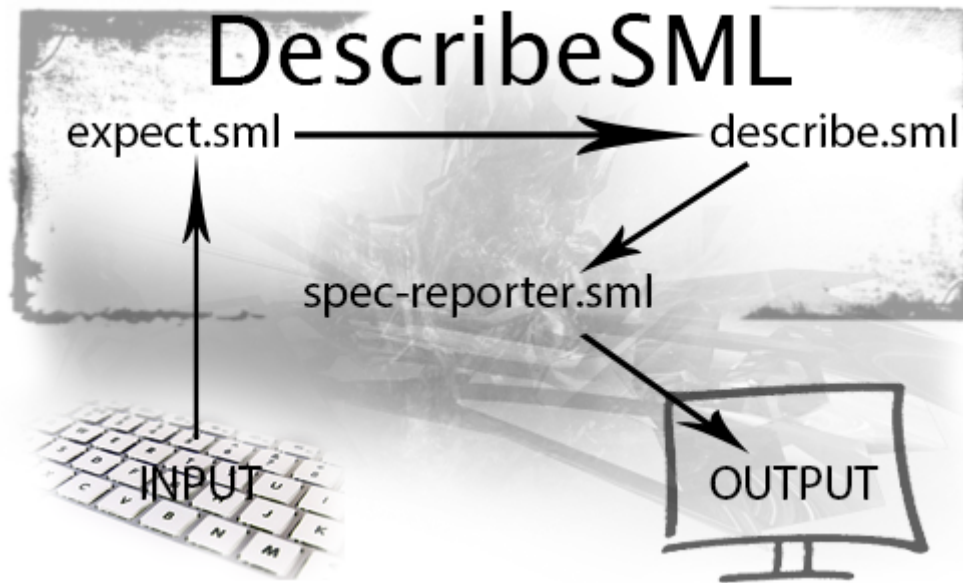 DescribeSML
expect.sml
describe.sml
spec-reporter.sml
INPUT
OUTPUT